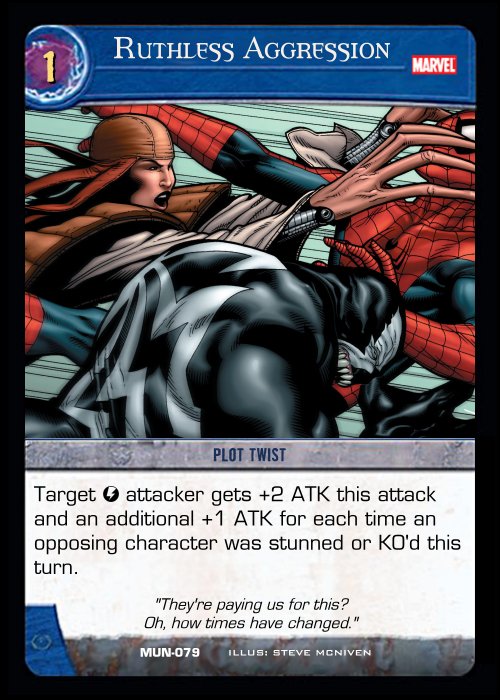 1
RUTHLESS AGGRESSION
MARVEL
PLOT TWIST
Target attacker gets +2 ATK this attack
and an additional +1 ATK for each time an
opposing character was stunned or KO'd this
turn.
"They're paying us for this?
Oh, how times have changed."
MUN-079 ILLUS: STEVE MCNIVEN